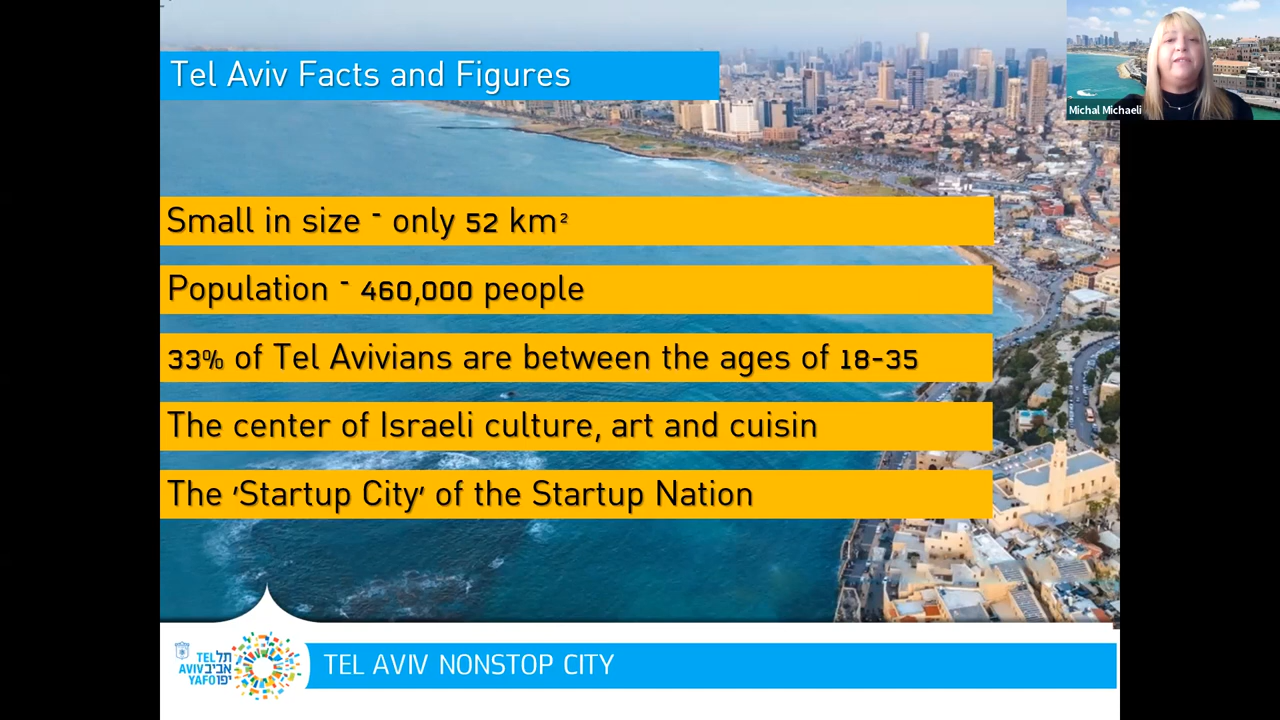 Tel Aviv Facts and Figures
Michal Michaeli
Small in size - only 52 km²
Population - 460,000 people
33% of Tel Avivians are between the ages of 18-35
The center of Israeli culture, art and cuisin
The 'Startup City' of the Startup Nation
TEL תל
AVIV אביב
YAFO יפו
TEL AVIV NONSTOP CITY